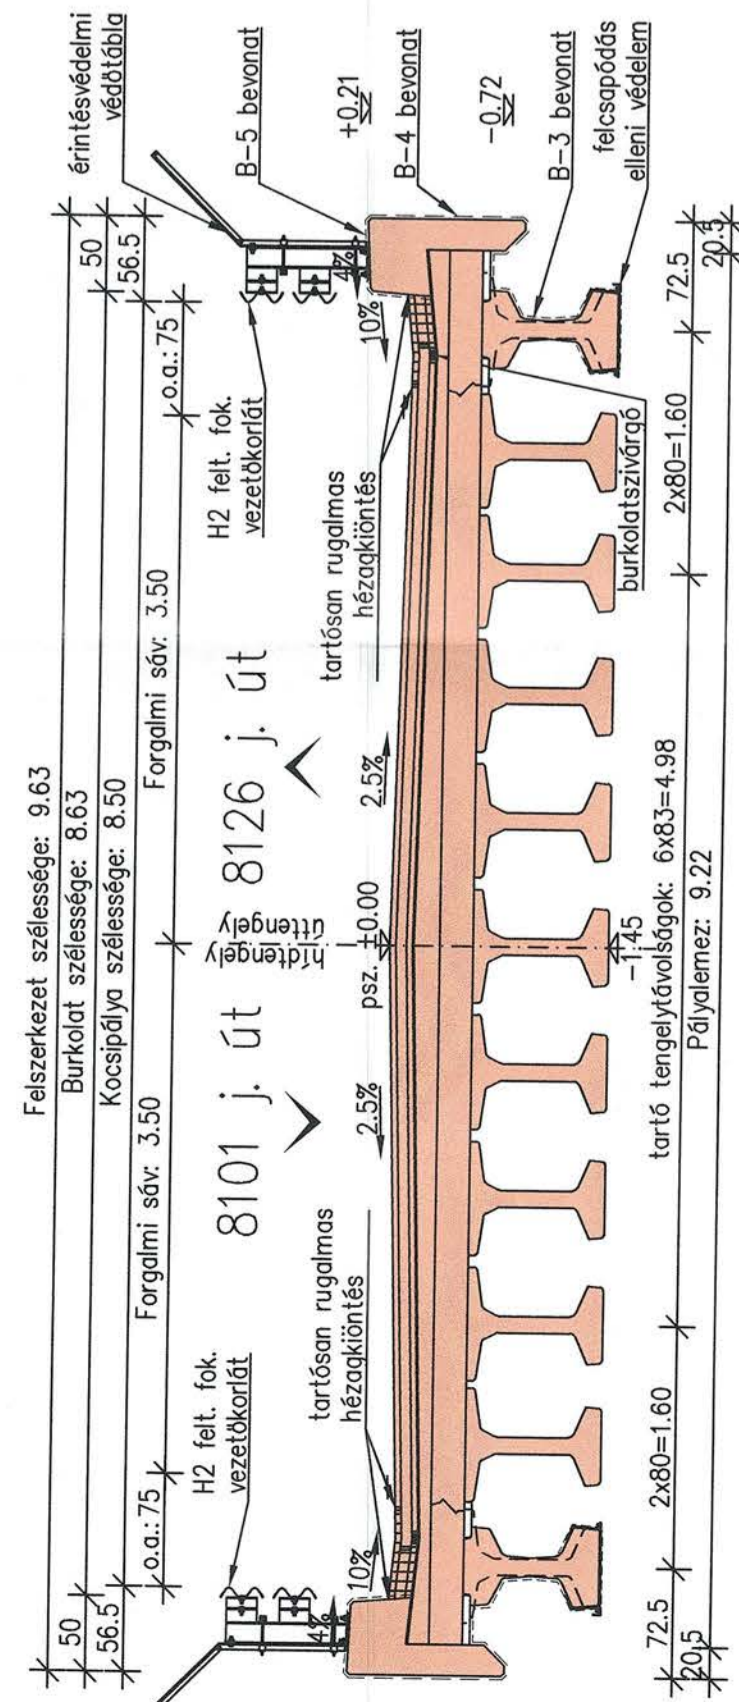 Felszerkezet szélessége: 9.63
50
Burkolat szélessége: 8.63
50
56.5
Kocsipálya szélessége: 8.50
56.5
o.a.: 75
Forgalmi sáv: 3.50
Forgalmi sáv: 3.50
o.a.: 75
érintésvédelmi
védőtábla
H2 felt. fok.
vezetőkorlát
8101 j. út
hídtengely
úttengely
8126 j. út
H2 felt. fok.
vezetőkorlát
B-5 bevonat
4%
10%
tartósan rugalmas
hézagkiöntés
2.5%
psz.
±0.00
2.5%
tartósan rugalmas
hézagkiöntés
10%
4%
+0.21
B-4 bevonat
-0.72
B-3 bevonat
felcsapódás
elleni védelem
burkolatszivárgó
-1.45
72.5
2x80=1.60
tartó tengelytávolságok: 6x83=4.98
2x80=1.60
72.5
20.5
Pályalemez: 9.22
20.5